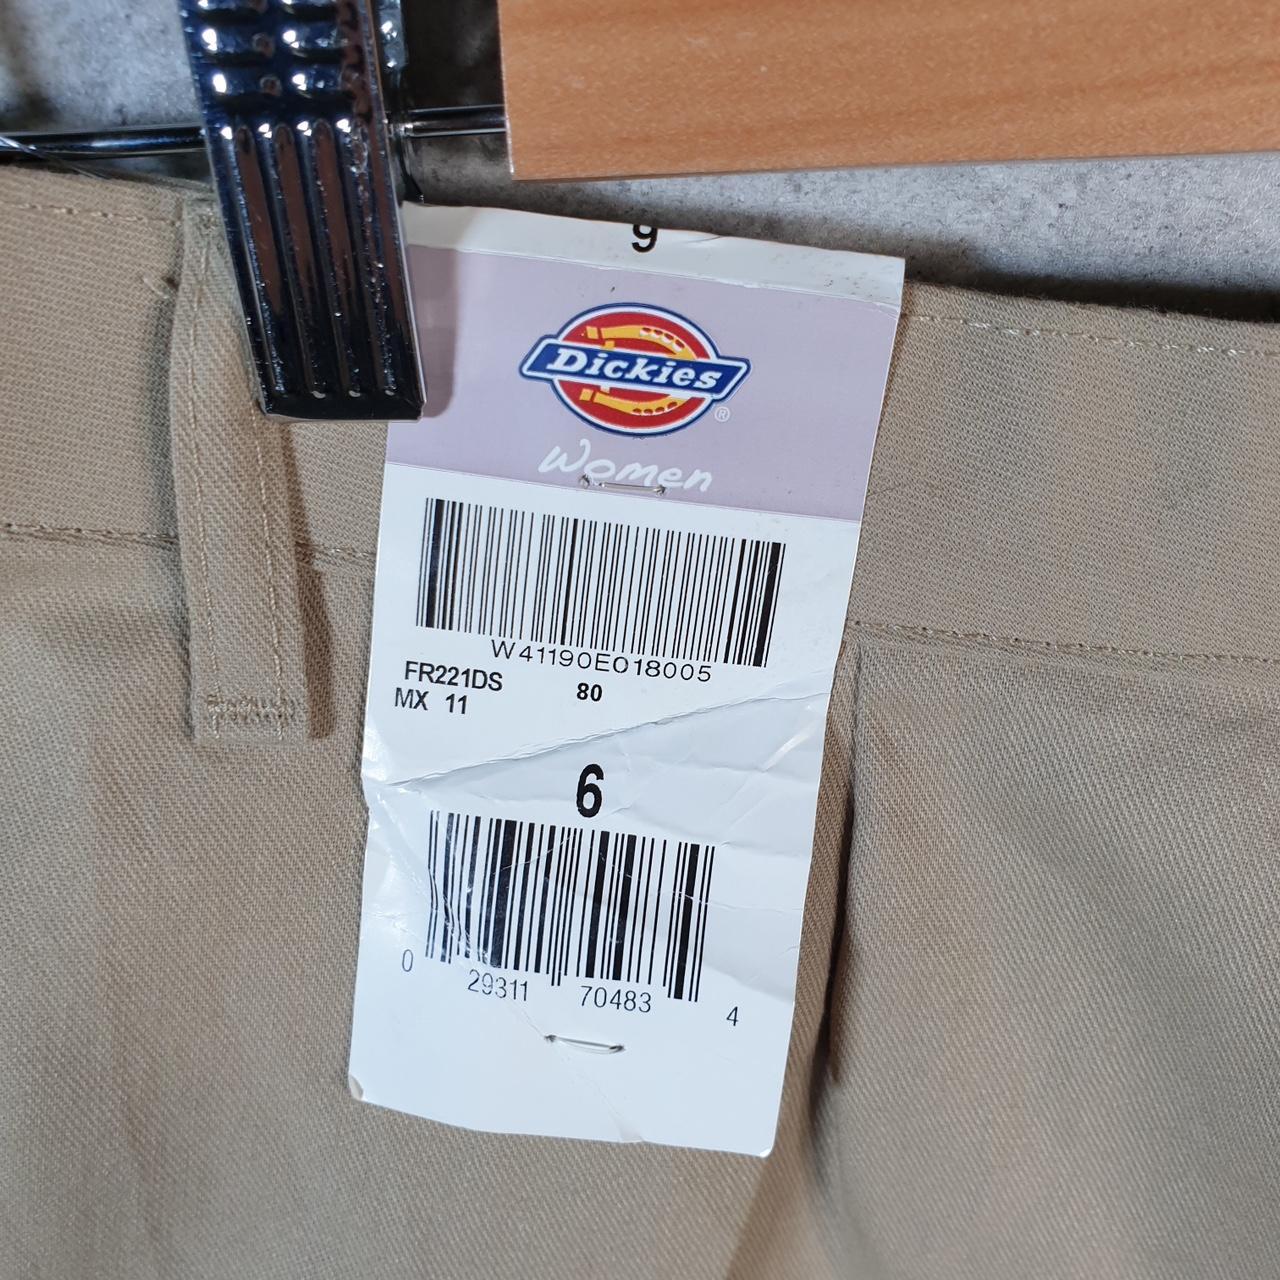 6
Dickies
®
Women
W41190E018005
FR221DS 80
MX 11
6
0 29311 70483 4